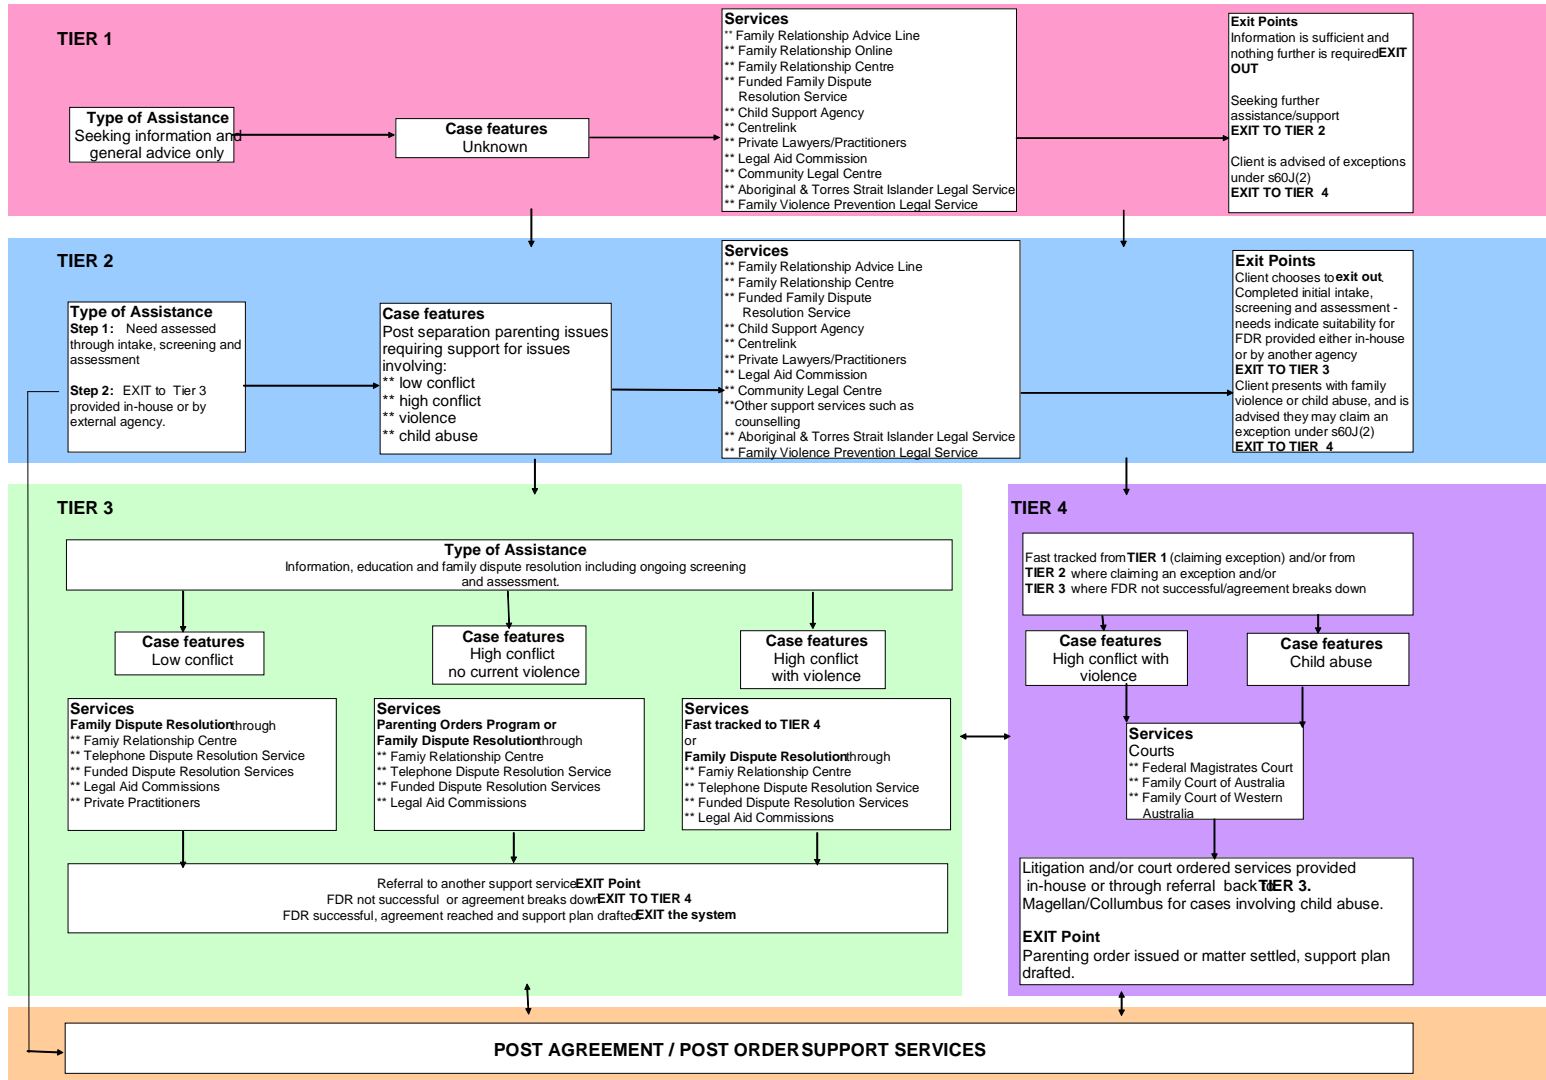 TIER 1
Type of Assistance
Seeking information and
general advice only
Case features
Unknown
Services
** Family Relationship Advice Line
** Family Relationship Online
** Family Relationship Centre
** Funded Family Dispute
Resolution Service
** Child Support Agency
** Centrelink
** Private Lawyers/Practitioners
** Legal Aid Commission
** Community Legal Centre
** Aboriginal & Torres Strait Islander Legal Service
** Family Violence Prevention Legal Service
Exit Points
Information is sufficient and
nothing further is required EXIT
OUT
Seeking further
assistance/support
EXIT TO TIER 2
Client is advised of exceptions
under s60J(2)
EXIT TO TIER 4
TIER 2
Type of Assistance
Step 1: Need assessed
through intake, screening and
assessment
Step 2: EXIT to Tier 3
provided in-house or by
external agency.
Case features
Post separation parenting issues
requiring support for issues
involving:
** low conflict
** high conflict
** violence
** child abuse
Services
** Family Relationship Advice Line
** Family Relationship Centre
** Funded Family Dispute
Resolution Service
** Child Support Agency
** Centrelink
** Private Lawyers/Practitioners
** Legal Aid Commission
** Community Legal Centre
**Other support services such as
counselling
** Aboriginal & Torres Strait Islander Legal Service
** Family Violence Prevention Legal Service
Exit Points
Client chooses to exit out.
Completed initial intake,
screening and assessment -
needs indicate suitability for
FDR provided either in-house
or by another agency
EXIT TO TIER 3
Client presents with family
violence or child abuse, and is
advised they may claim an
exception under s60J(2)
EXIT TO TIER 4
TIER 3
Type of Assistance
Information, education and family dispute resolution including ongoing screening
and assessment.
Case features
Low conflict
Case features
High conflict
no current violence
Case features
High conflict
with violence
Services
Family Dispute Resolution through
** Famiy Relationship Centre
** Telephone Dispute Resolution Service
** Funded Dispute Resolution Services
** Legal Aid Commissions
** Private Practitioners
Services
Parenting Orders Program or
Family Dispute Resolution through
** Famiy Relationship Centre
** Telephone Dispute Resolution Service
** Funded Dispute Resolution Services
** Legal Aid Commissions
Services
Fast tracked to TIER 4
or
Family Dispute Resolution through
** Famiy Relationship Centre
** Telephone Dispute Resolution Service
** Funded Dispute Resolution Services
** Legal Aid Commissions
Referral to another support service EXIT Point
FDR not successful or agreement breaks down EXIT TO TIER 4
FDR successful, agreement reached and support plan drafted. EXIT the system
TIER 4
Fast tracked from TIER 1 (claiming exception) and/or from
TIER 2 where claiming an exception and/or
TIER 3 where FDR not successful/agreement breaks down
Case features
High conflict with
violence
Case features
Child abuse
Services
Courts
** Federal Magistrates Court
** Family Court of Australia
** Family Court of Western
Australia
Litigation and/or court ordered services provided
in-house or through referral back to TIER 3.
Magellan/Collumbus for cases involving child abuse.
EXIT Point
Parenting order issued or matter settled, support plan
drafted.
POST AGREEMENT / POST ORDER SUPPORT SERVICES